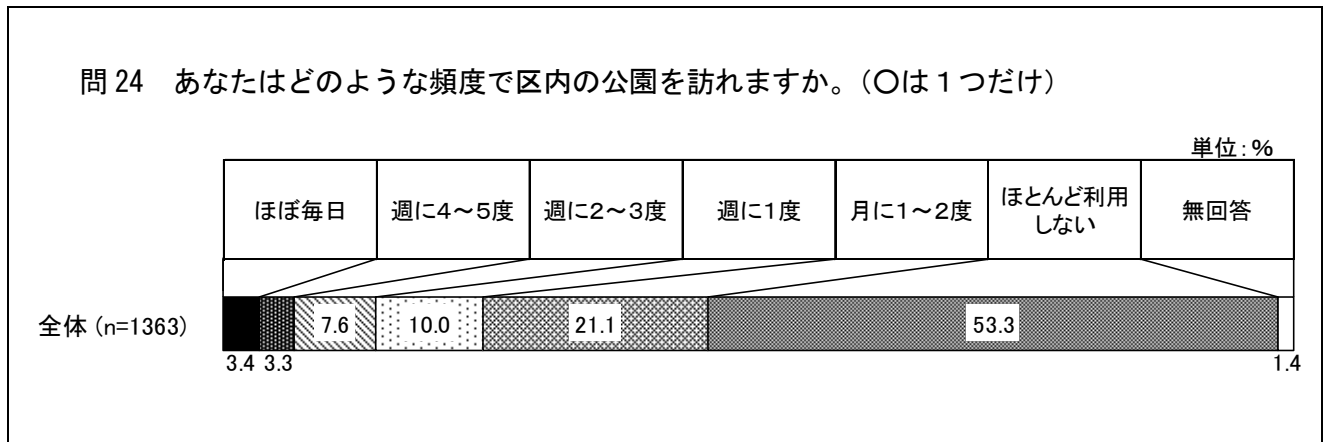 問24 あなたはどのような頻度で区内の公園を訪れますか。(〇は1つだけ)
単位:%
ほぼ毎日
週に4~5度
週に2~3度
週に1度
月に1~2度
ほとんど利用
しない
無回答
全体 (n=1363)
7.6
10.0
21.1
53.3
3.4
3.3
1.4